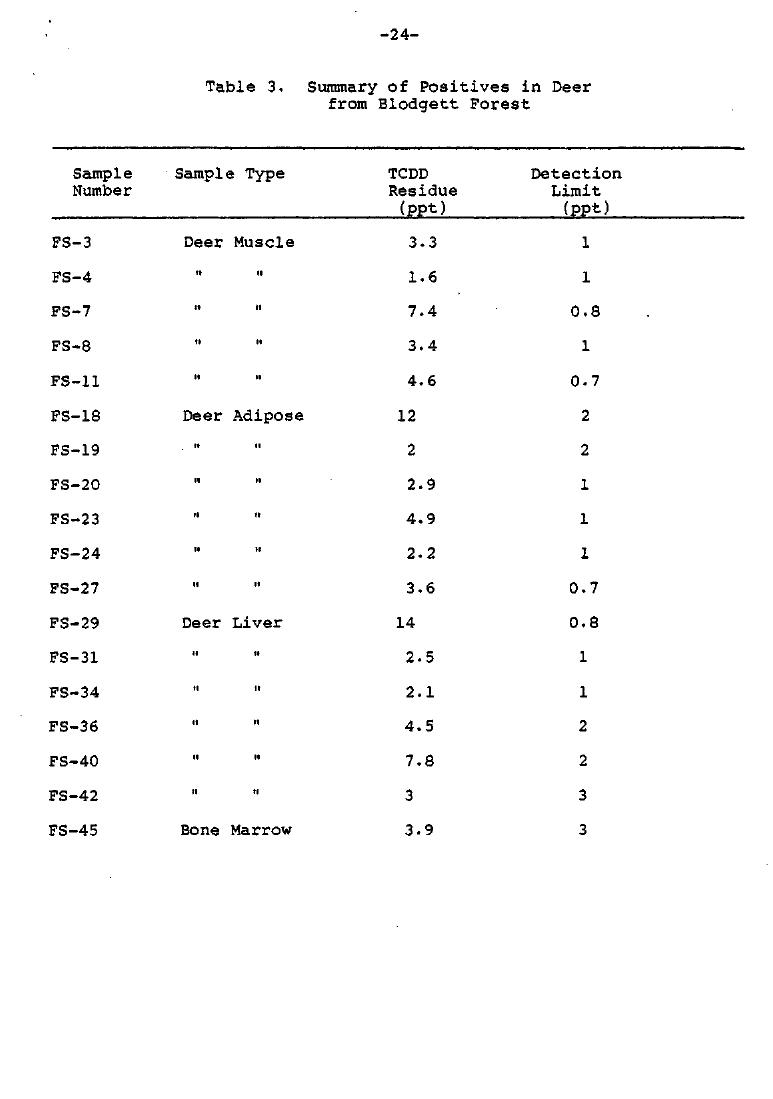 -24-
Table 3. Summary of Positives in Deer
from Blodgett Forest
Sample Sample Type TCDD Detection
Number Residue Limit
(ppt) (ppt)
FS-3 Deer Muscle 3.3 1
FS-4 " " 1.6 1
FS-7 " " 7.4 0.8
FS-8 " " 3.4 1
FS-11 " " 4.6 0.7
FS-18 Deer Adipose 12 2
FS-19 " " 2 2
FS-20 " " 2.9 1
FS-23 " " 4.9 1
FS-24 " " 2.2 1
FS-27 " " 3.6 0.7
FS-29 Deer Liver 14 0.8
FS-31 " " 2.5 1
FS-34 " " 2.1 1
FS-36 " " 4.5 2
FS-40 " " 7.8 2
FS-42 " " 3 3
FS-45 Bone Marrow 3.9 3